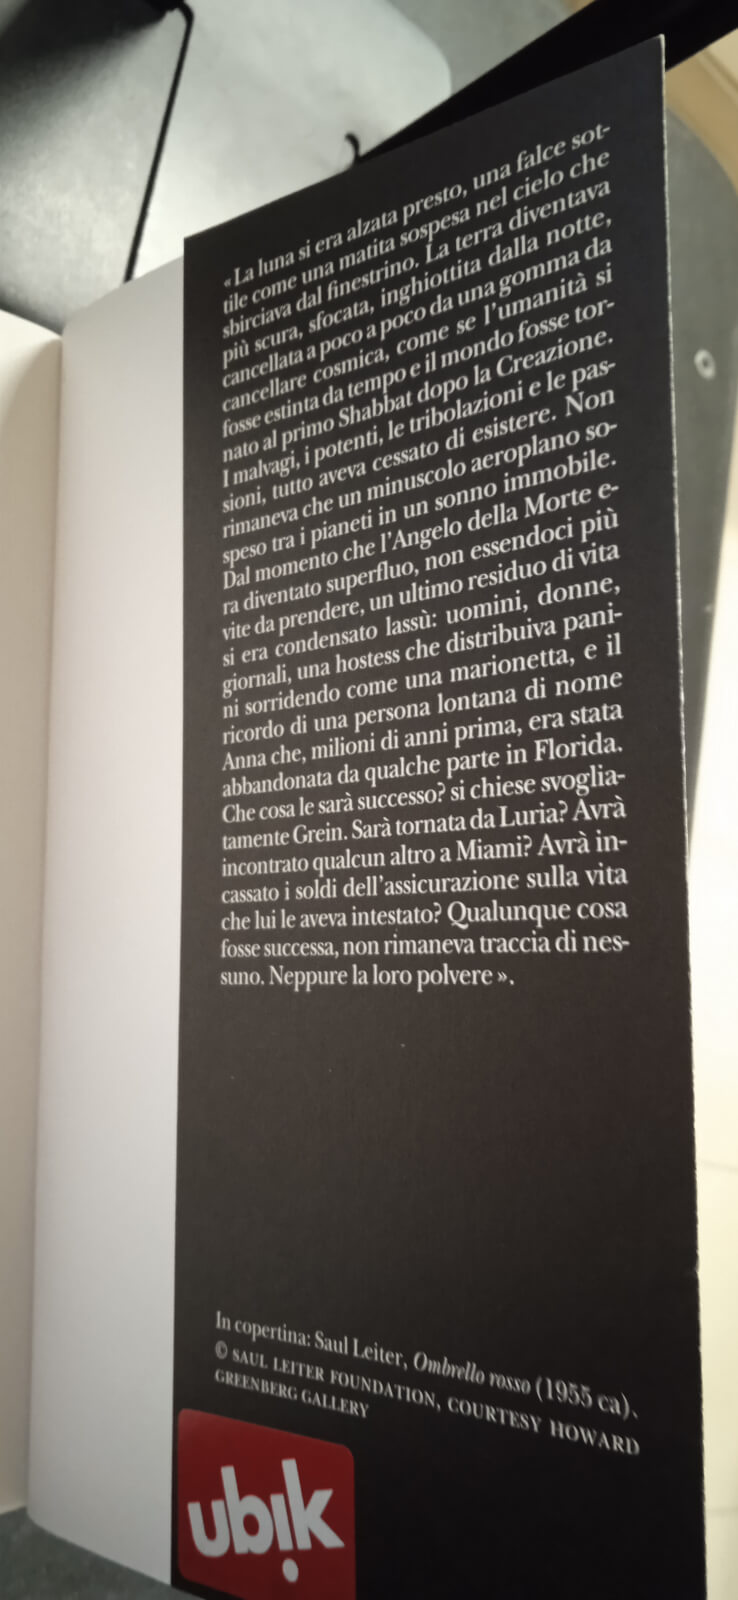 «La luna si era alzata presto, una falce sot-
tile come una matita sospesa nel cielo che
sbirciava dal finestrino. La terra diventava
più scura, sfocata, inghiottita dalla notte,
cancellata a poco a poco da una gomma da
cancellare cosmica, come se l'umanità si
fosse estinta da tempo e il mondo fosse tor-
nato al primo Shabbat dopo la Creazione.
I malvagi, i potenti, le tribolazioni e le pas-
sioni, tutto aveva cessato di esistere. Non
rimaneva che un minuscolo aeroplano so-
speso tra i pianeti in un sonno immobile.
Dal momento che l'Angelo della Morte e-
ra diventato superfluo, non essendoci più
vite da prendere, un ultimo residuo di vita
si era condensato lassù: uomini, donne,
giornali, una hostess che distribuiva pani-
ni sorridendo come una marionetta, e il
ricordo di una persona lontana di nome
Anna che, milioni di anni prima, era stata
abbandonata da qualche parte in Florida.
Che cosa le sarà successo? si chiese svoglia-
tamente Grein. Sarà tornata da Luria? Avrà
incontrato qualcun altro a Miami? Avrà in-
cassato i soldi dell'assicurazione sulla vita
che lui le aveva intestato? Qualunque cosa
fosse successa, non rimaneva traccia di nes-
suno. Neppure la loro polvere».
In copertina: Saul Leiter, Ombrello rosso (1955 ca).
© SAUL LEITER FOUNDATION, COURTESY HOWARD
GREENBERG GALLERY
ubik